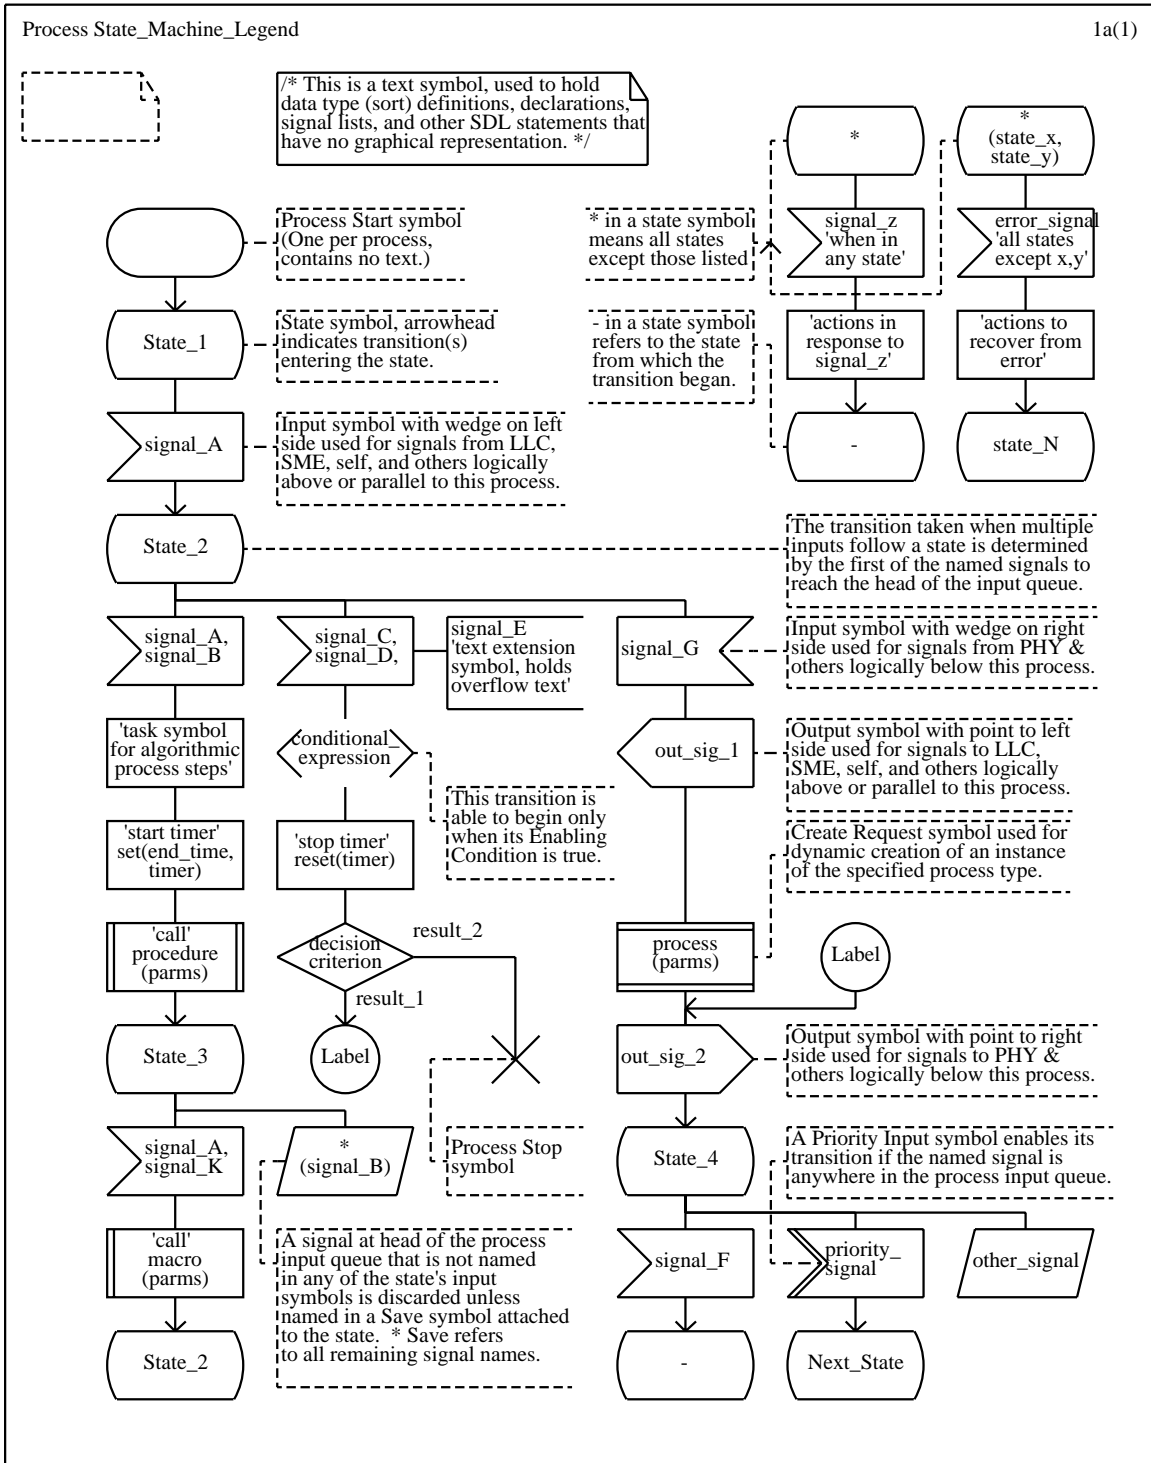 Process State_Machine_Legend
1a(1)
/* This is a text symbol, used to hold
data type (sort) definitions, declarations,
signal lists, and other SDL statements that
have no graphical representation. */
*
*
(state_x,
state_y)
Process Start symbol
(One per process,
contains no text.)
* in a state symbol
means all states
except those listed
signal_z
'when in
any state'
error_signal
'all states
except x,y'
State_1
State symbol, arrowhead
indicates transition(s)
entering the state.
- in a state symbol
refers to the state
from which the
transition began.
'actions in
response to
signal_z'
'actions to
recover from
error'
signal_A
Input symbol with wedge on left
side used for signals from LLC,
SME, self, and others logically
above or parallel to this process.
-
state_N
State_2
The transition taken when multiple
inputs follow a state is determined
by the first of the named signals to
reach the head of the input queue.
signal_A,
signal_B
signal_C,
signal_D,
signal_E
'text extension
symbol, holds
overflow text'
signal_G
Input symbol with wedge on right
side used for signals from PHY &
others logically below this process.
'task symbol
for algorithmic
process steps'
conditional_
expression
out_sig_1
Output symbol with point to left
side used for signals to LLC,
SME, self, and others logically
above or parallel to this process.
This transition is
able to begin only
when its Enabling
Condition is true.
'start timer'
set(end_time,
timer)
'stop timer'
reset(timer)
Create Request symbol used for
dynamic creation of an instance
of the specified process type.
'call'
procedure
(parms)
decision
criterion
result_2
result_1
process
(parms)
Label
State_3
Label
out_sig_2
Output symbol with point to right
side used for signals to PHY &
others logically below this process.
signal_A,
signal_K
*
(signal_B)
Process Stop
symbol
State_4
A Priority Input symbol enables its
transition if the named signal is
anywhere in the process input queue.
'call'
macro
(parms)
A signal at head of the process
input queue that is not named
in any of the state's input
symbols is discarded unless
named in a Save symbol attached
to the state.  * Save refers
to all remaining signal names.
signal_F
priority_
signal
other_signal
State_2
-
Next_State